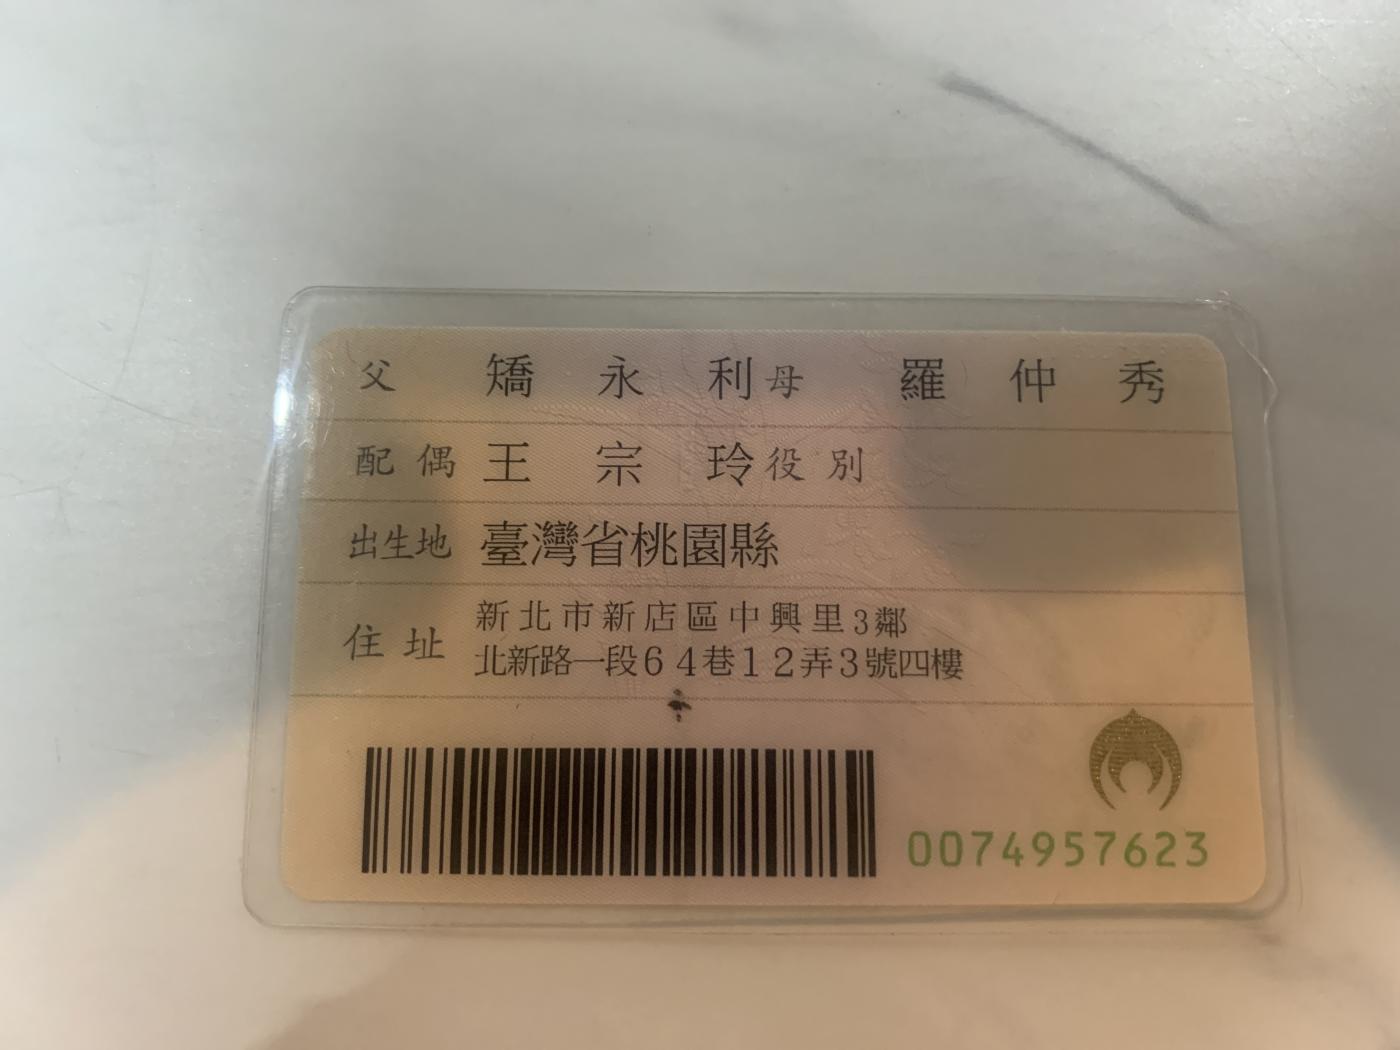 父 矯永利 母 羅仲秀
配偶 王宗玲 役別
出生地 臺灣省桃園縣
住址 新北市新店區中興里3鄰
北新路一段64巷12弄3號四樓
0074957623